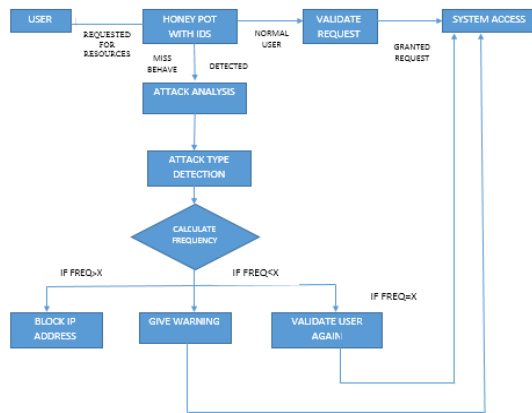 USER
HONEY POT
WITH IDS
VALIDATE
REQUEST
SYSTEM ACCESS
REQUESTED
FOR
RESOURCES
NORMAL
USER
GRANTED
REQUEST
MISS
BEHAVE
DETECTED
ATTACK ANALYSIS
ATTACK TYPE
DETECTION
CALCULATE
FREQUENCY
IF FREQ>X
IF FREQ<X
IF FREQ=X
BLOCK IP
ADDRESS
GIVE WARNING
VALIDATE USER
AGAIN